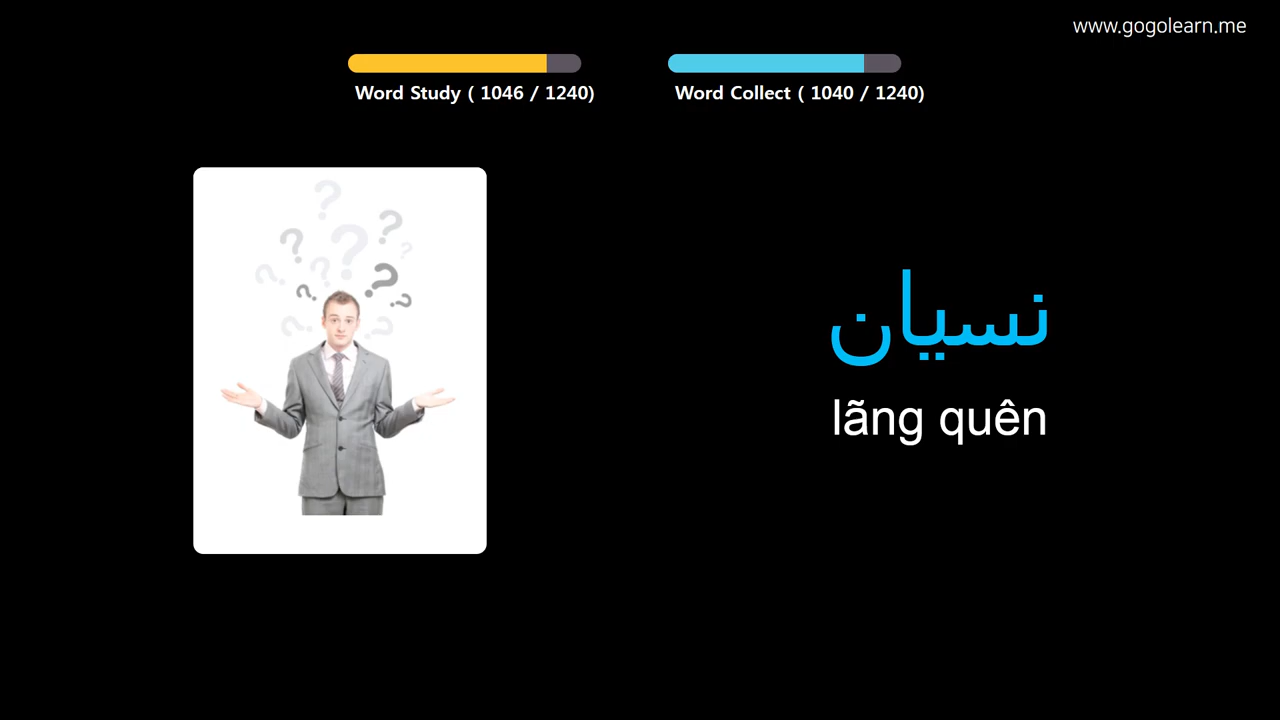 www.gogolearn.me
Word Study ( 1046 / 1240)
Word Collect ( 1040 / 1240)
نسيان
lãng quên